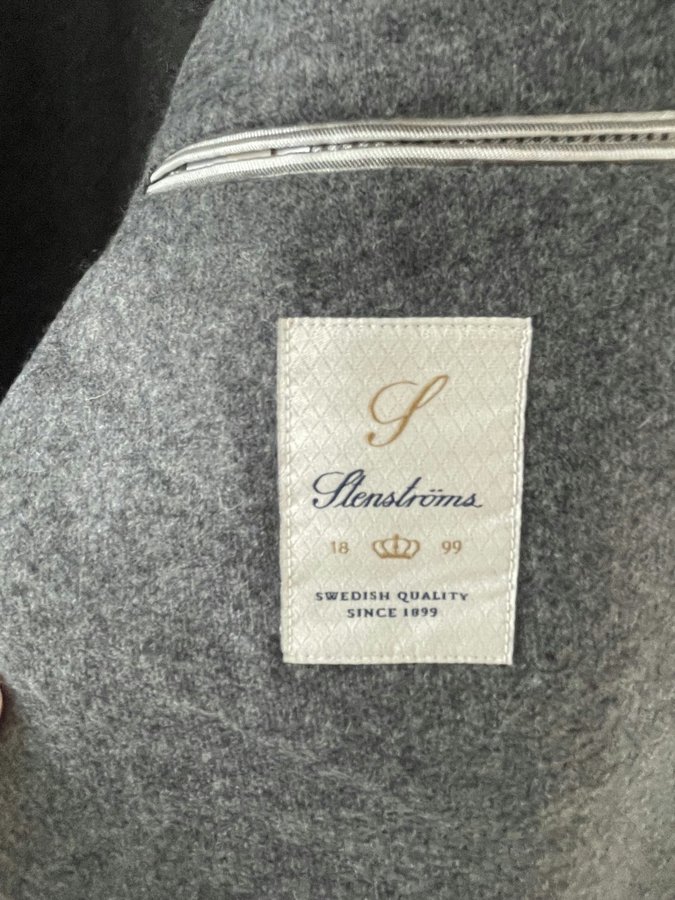 S
Stenströms
18 99
SWEDISH QUALITY
SINCE 1899